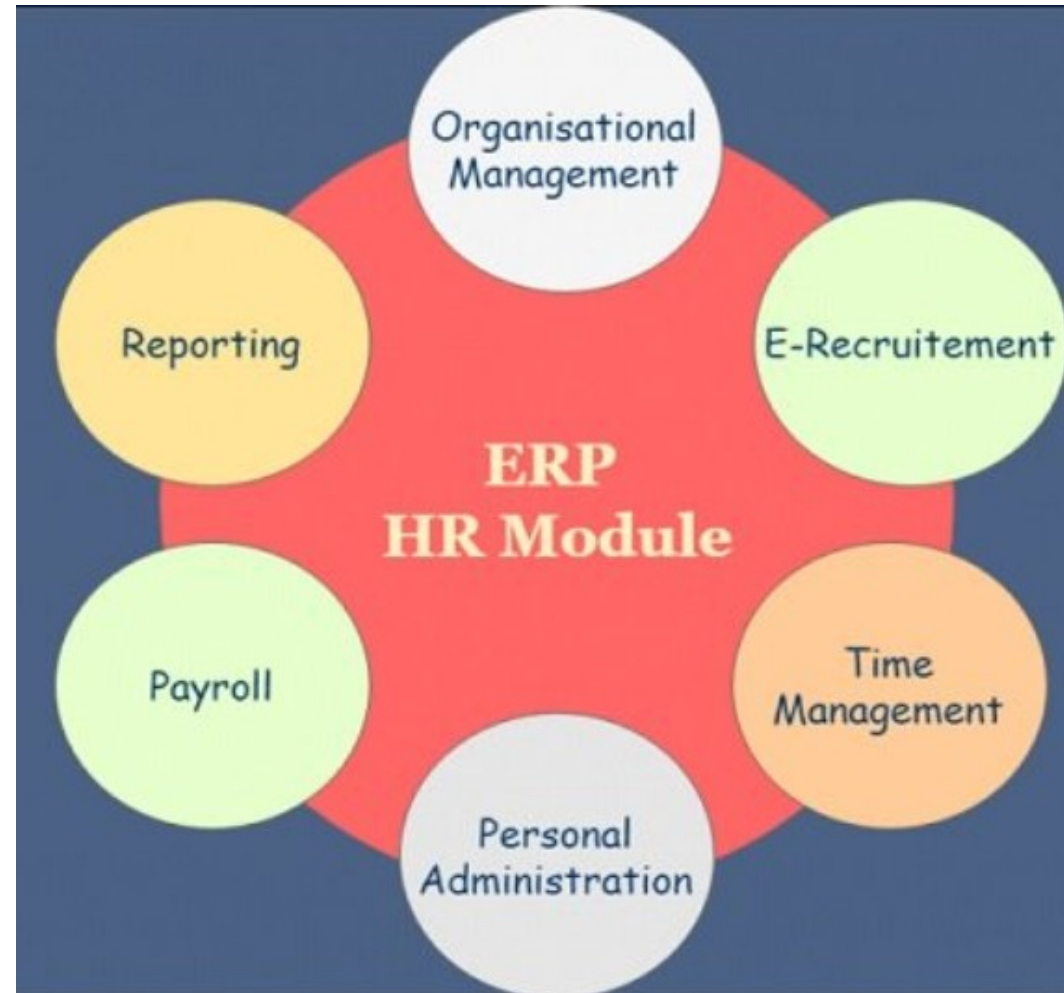 Organisational
Management
Reporting
E-Recruitement
ERP
HR Module
Payroll
Time
Management
Personal
Administration